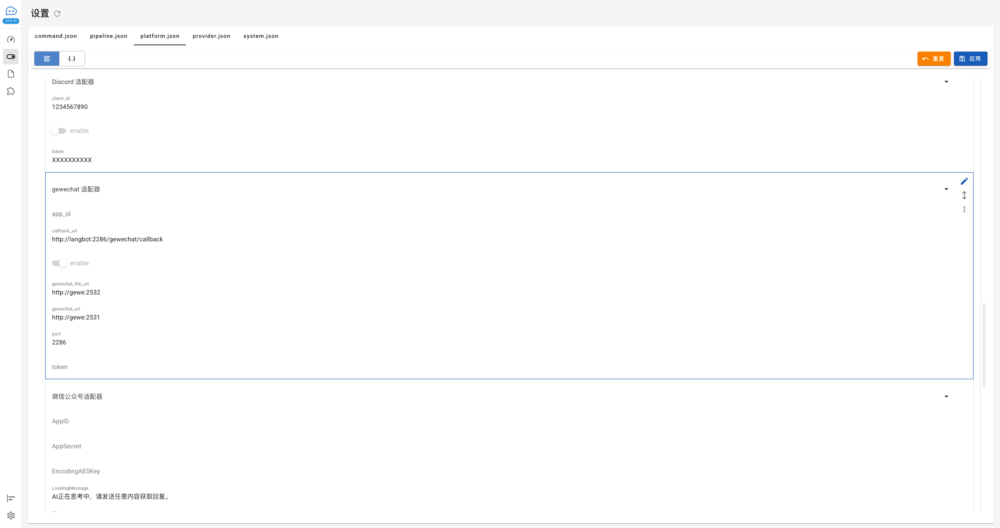 设置
v3.4.13
command.json pipeline.json platform.json provider.json system.json
{...} 重置 应用
Discord 适配器
client_id
1234567890
enable
token
XXXXXXXXXX
gewechat 适配器
app_id
callback_url
http://langbot:2286/gewechat/callback
enable
gewechat_file_url
http://gewe:2532
gewechat_url
http://gewe:2531
port
2286
token
微信公众号适配器
AppID
AppSecret
EncodingAESKey
LoadingMessage
AI正在思考中，请发送任意内容获取回复。